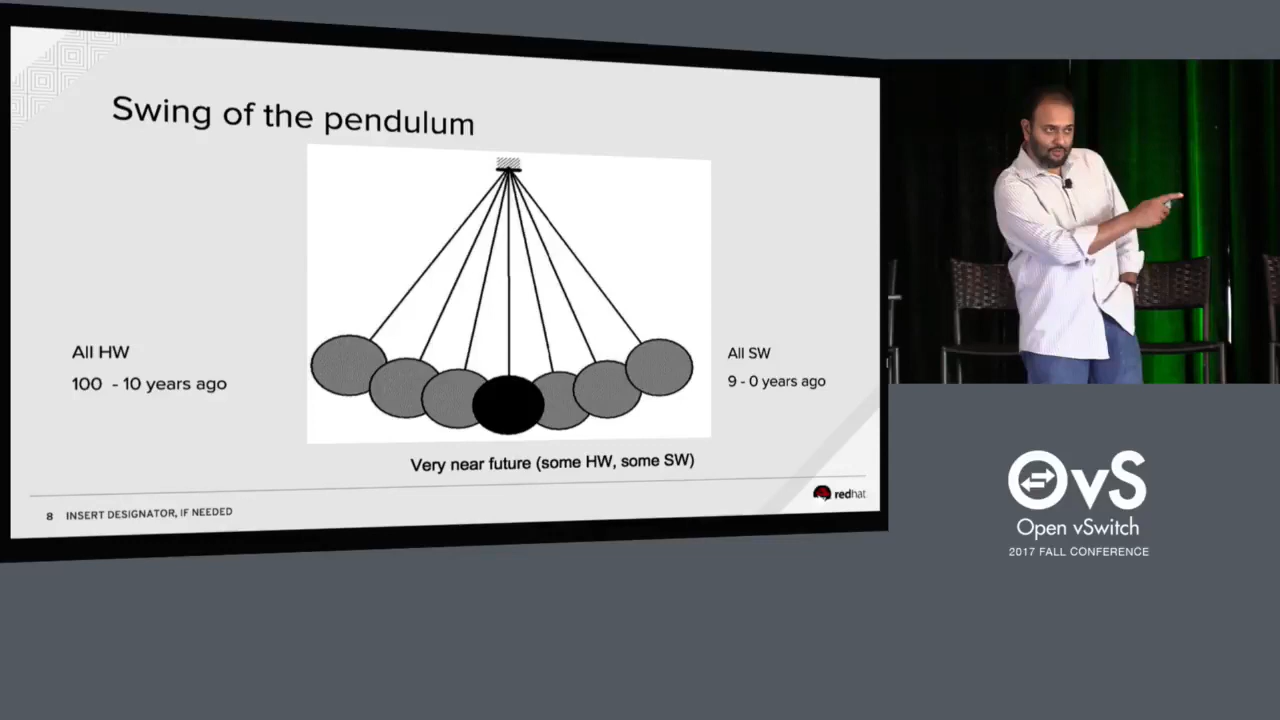 Swing of the pendulum
All HW
100 - 10 years ago
All SW
9 - 0 years ago
Very near future (some HW, some SW)
8 INSERT DESIGNATOR, IF NEEDED
redhat
OvS
Open vSwitch
2017 FALL CONFERENCE